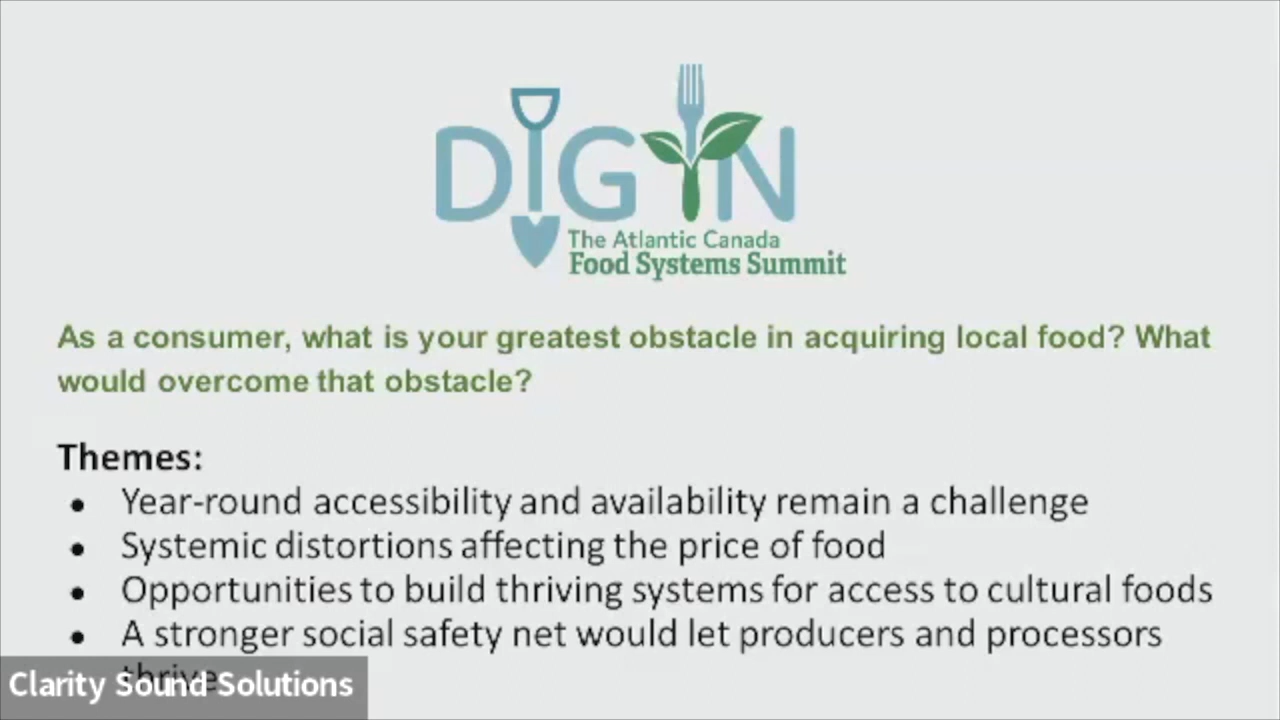 DIG IN
The Atlantic Canada
Food Systems Summit
As a consumer, what is your greatest obstacle in acquiring local food? What
would overcome that obstacle?
Themes:
• Year-round accessibility and availability remain a challenge
• Systemic distortions affecting the price of food
• Opportunities to build thriving systems for access to cultural foods
• A stronger social safety net would let producers and processors
thrive
Clarity Sound Solutions